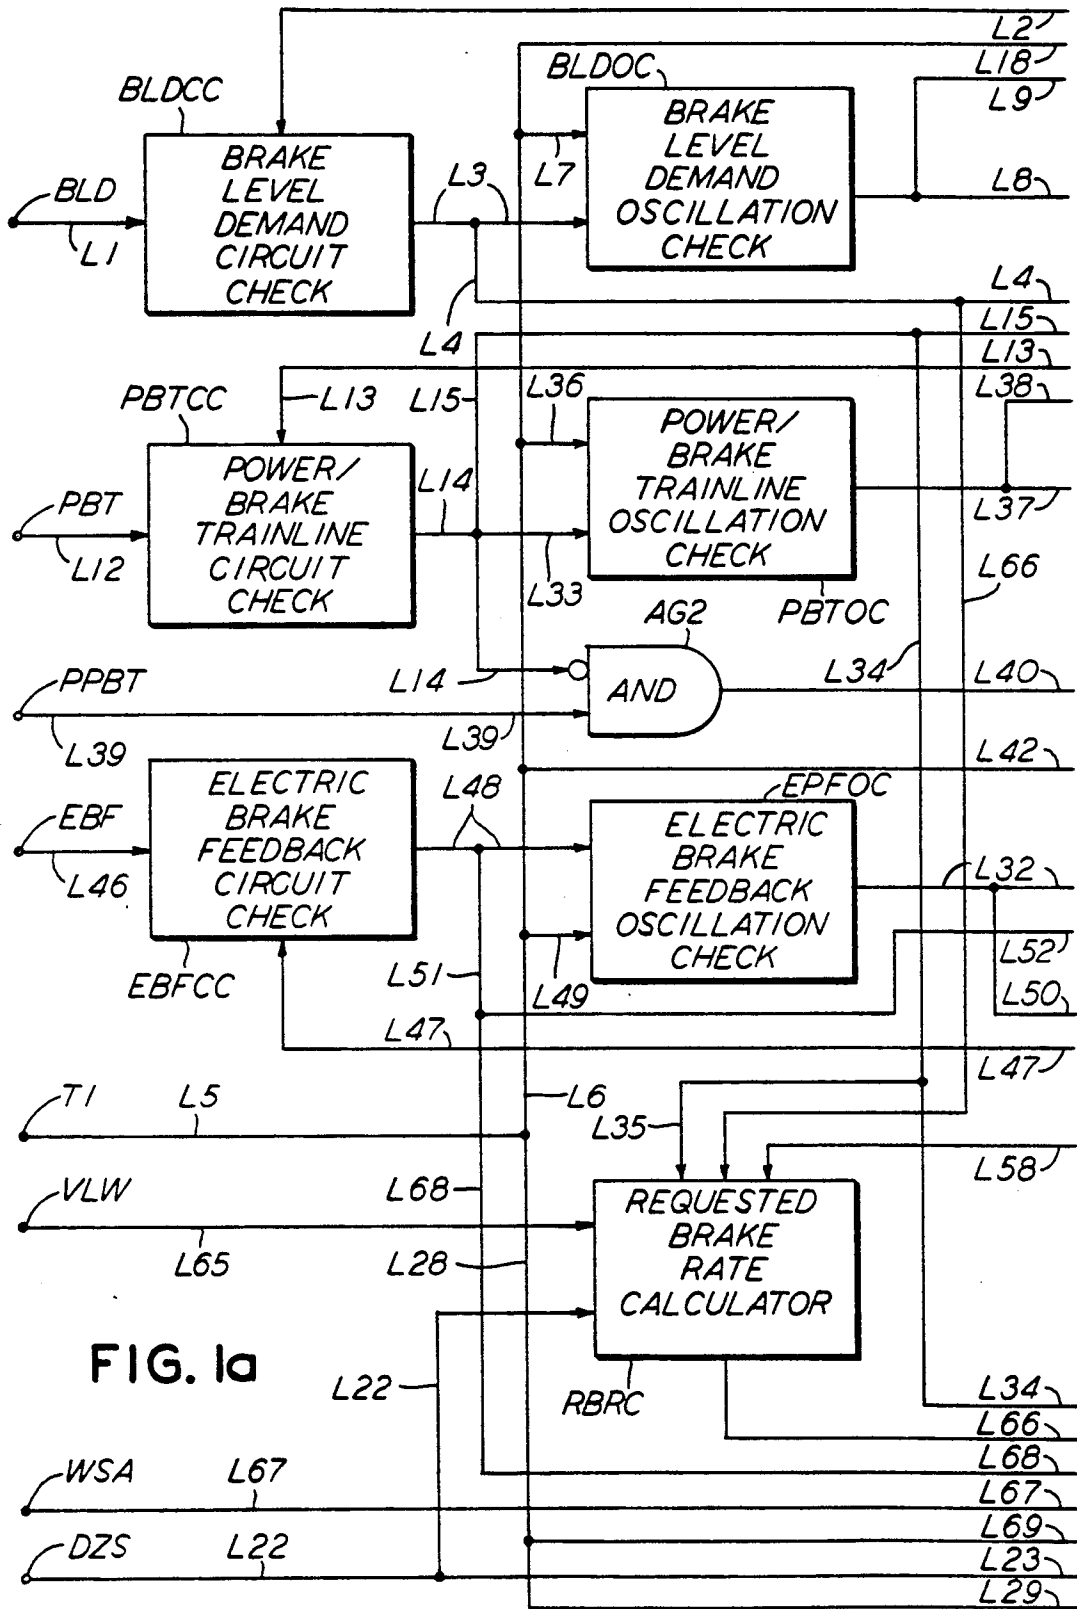 L2
L18
BLDOC
L9
BLDCC
BRAKE
LEVEL
DEMAND
OSCILLATION
CHECK
BRAKE
LEVEL
DEMAND
CIRCUIT
CHECK
L7
L3
L8
BLD
L1
L4
L4
L15
L13
L38
PBTCC
L13
L15
L36
POWER/
BRAKE
TRAINLINE
OSCILLATION
CHECK
POWER/
BRAKE
TRAINLINE
CIRCUIT
CHECK
L14
PBT
L12
L33
L37
L66
PBTOC
AG2
L14
AND
L34
L40
PPBT
L39
L39
L42
EPFOC
ELECTRIC
BRAKE
FEEDBACK
CIRCUIT
CHECK
L48
ELECTRIC
BRAKE
FEEDBACK
OSCILLATION
CHECK
EBF
L46
L32
EBFCC
L51
L49
L52
L50
L47
L47
T1
L5
L6
L35
L58
VLW
L65
L68
L28
REQUESTED
BRAKE
RATE
CALCULATOR
FIG. 1a
L22
RBRC
L34
L66
L68
WSA
L67
L67
L69
DZS
L22
L23
L29